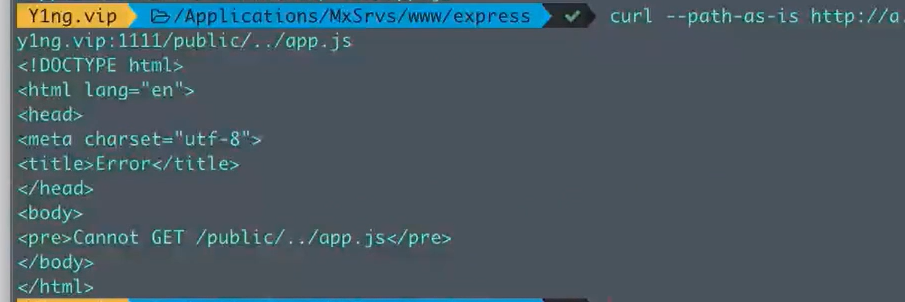 Y1ng.vip /Applications/MxSrvs/www/express ✔ curl --path-as-is http://a.
y1ng.vip:1111/public/../app.js
<!DOCTYPE html>
<html lang="en">
<head>
<meta charset="utf-8">
<title>Error</title>
</head>
<body>
<pre>Cannot GET /public/../app.js</pre>
</body>
</html>